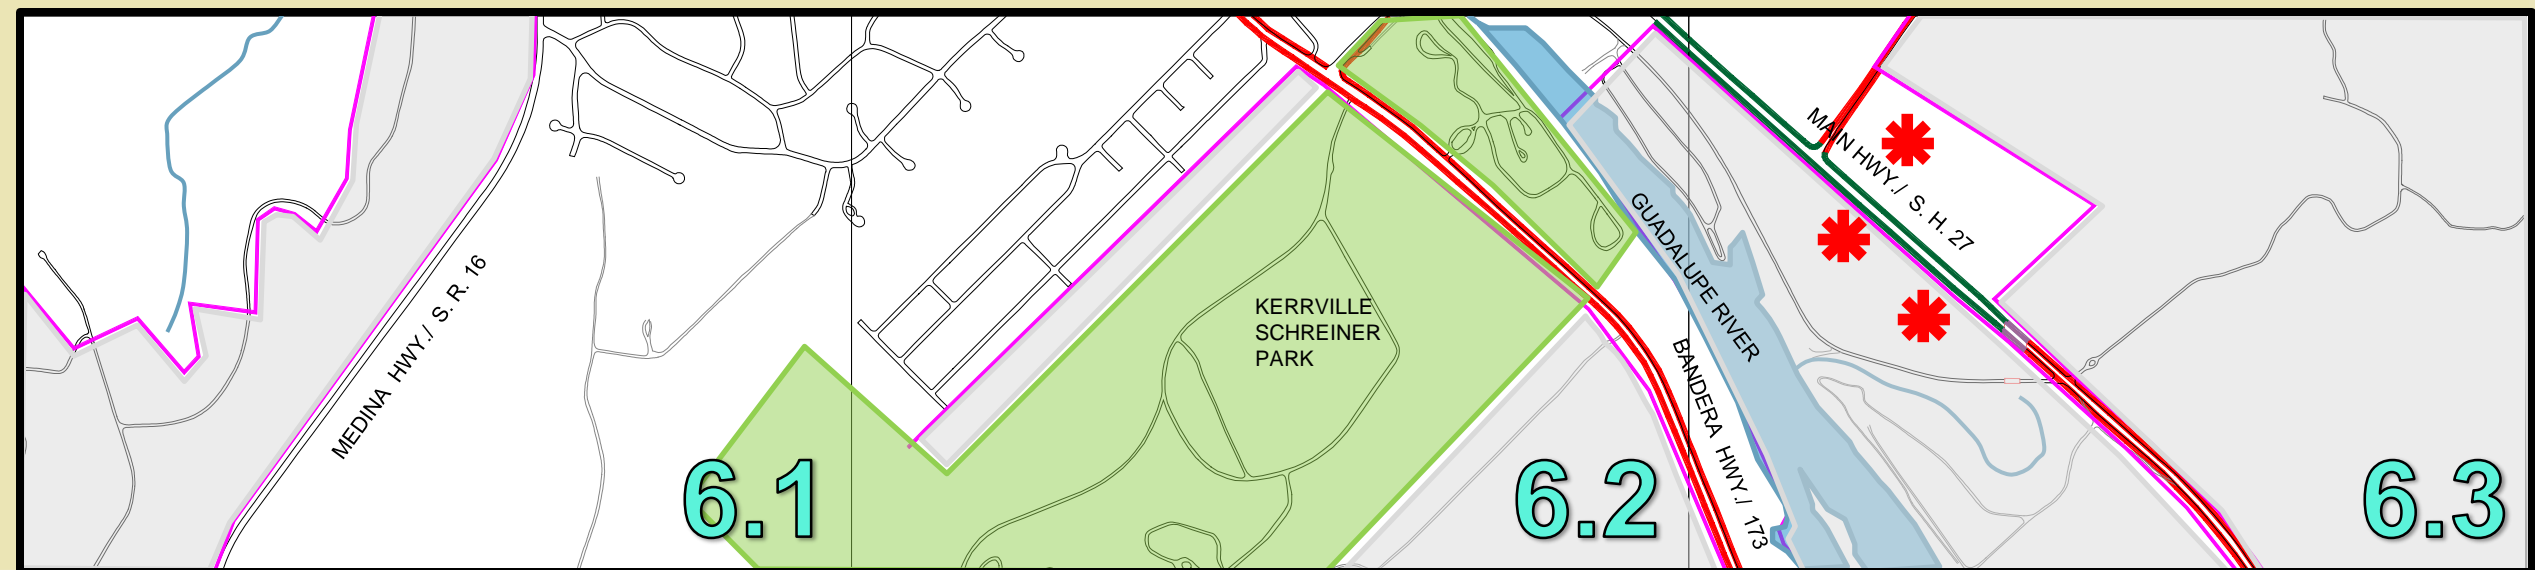 MAIN HWY./ S. H. 27
GUADALUPE RIVER
MEDINA HWY./ S. R. 16
KERRVILLE
SCHREINER
PARK
BANDERA HWY./ 173
6.1
6.2
6.3